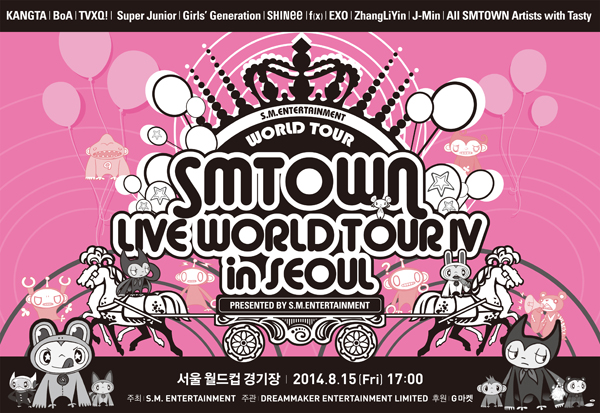 KANGTA | BoA | TVXQ! | Super Junior | Girls' Generation | SHINee | f(x) | EXO | ZhangLiYin | J-Min | All SMTOWN Artists with Tasty
S.M.ENTERTAINMENT
WORLD TOUR
SMTOWN
LIVE WORLD TOUR IV
in SEOUL
PRESENTED BY S.M.ENTERTAINMENT
서울 월드컵 경기장 | 2014.8.15(Fri) 17:00
주최 | S.M. ENTERTAINMENT 주관 | DREAMMAKER ENTERTAINMENT LIMITED 후원 | G마켓